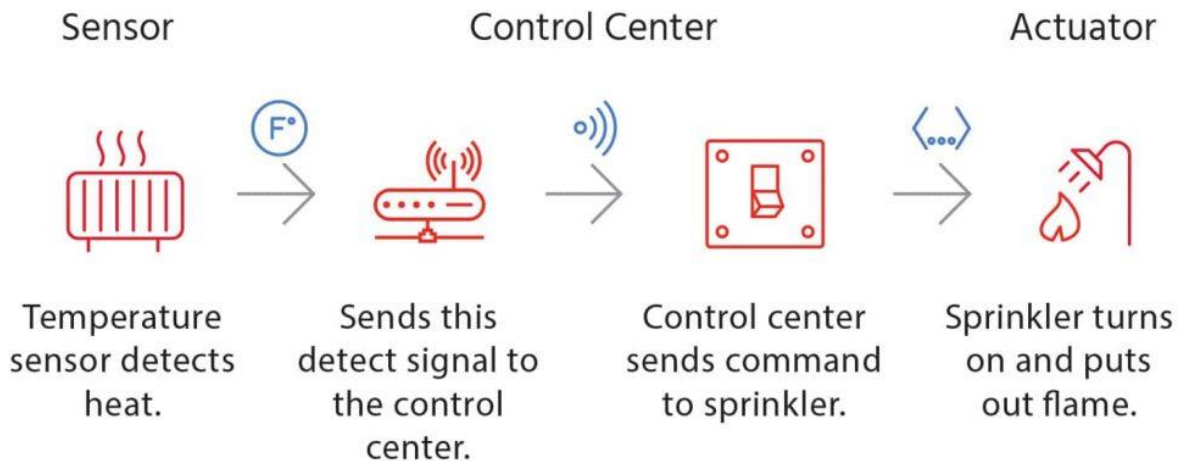 Sensor
Control Center
Actuator
F°
Temperature
sensor detects
heat.
Sends this
detect signal to
the control
center.
Control center
sends command
to sprinkler.
Sprinkler turns
on and puts
out flame.